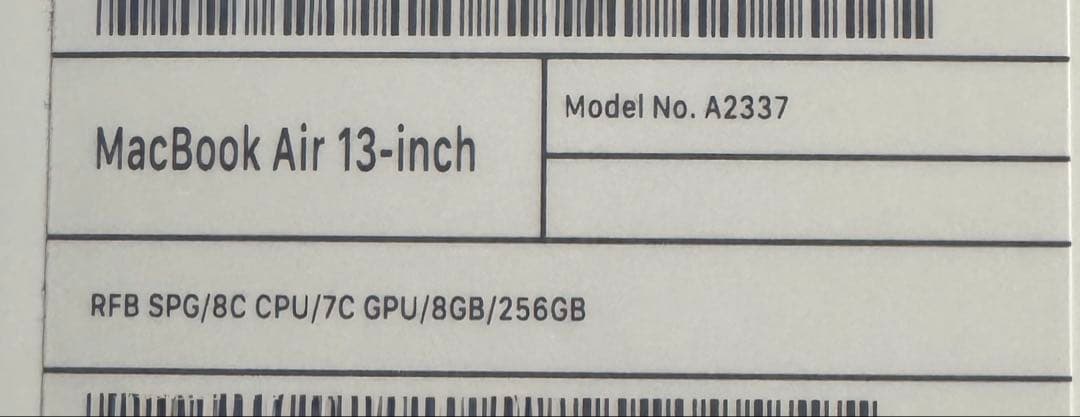 MacBook Air 13-inch
Model No. A2337
RFB SPG/8C CPU/7C GPU/8GB/256GB